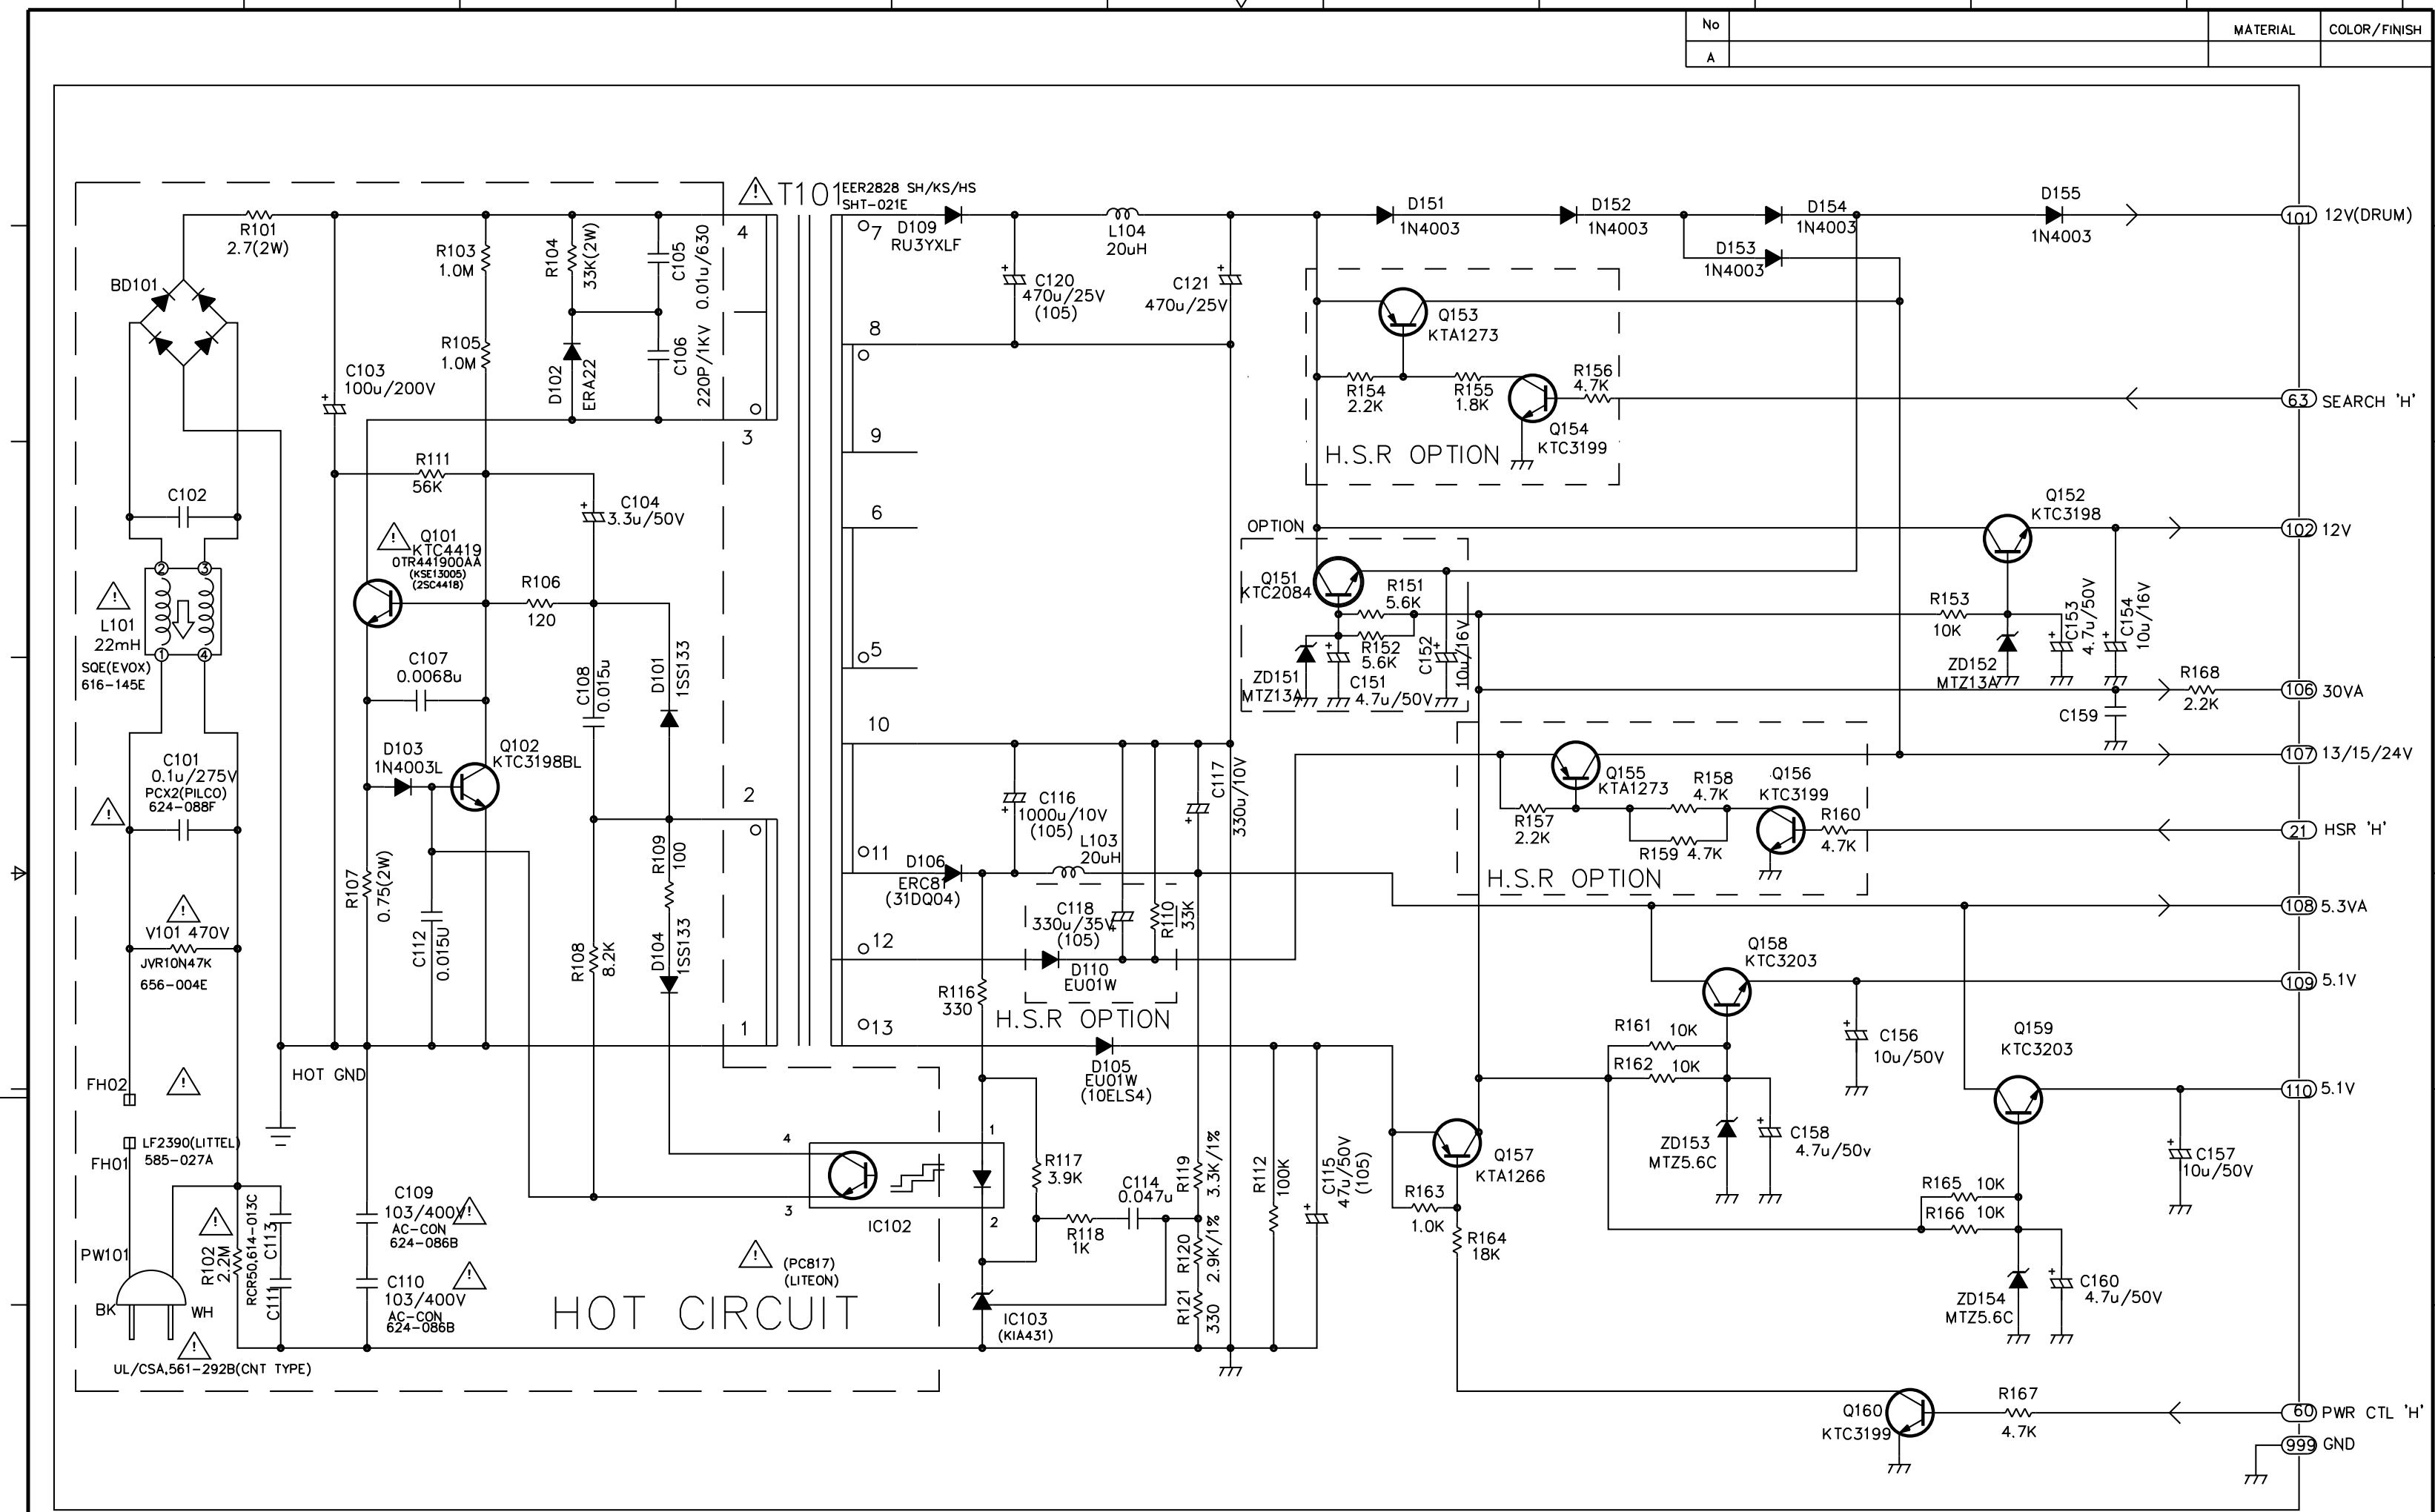 No
MATERIAL
COLOR/FINISH
A
T101
EER2828 SH/KS/HS
SHT-021E
R101
2.7(2W)
BD101
R103
1.0M
R105
1.0M
R104
33K(2W)
C105
0.01u/630
C106
220P/1KV
D102
ERA22
C103
100u/200V
4
3
2
1
7
8
9
6
5
10
11
12
13
D109
RU3YXLF
C120
470u/25V
(105)
L104
20uH
C121
470u/25V
D151
1N4003
D152
1N4003
D154
1N4003
D153
1N4003
D155
1N4003
101
12V(DRUM)
Q153
KTA1273
R154
2.2K
R155
1.8K
R156
4.7K
Q154
KTC3199
H.S.R OPTION
63
SEARCH 'H'
R111
56K
C104
3.3u/50V
C102
Q101
KTC4419
0TR441900AA
(KSE13005)
(2SC4418)
R106
120
2
3
1
4
L101
22mH
SQE(EVOX)
616-145E
C107
0.0068u
C108
0.015u
D101
1SS133
D103
1N4003L
Q102
KTC3198BL
C101
0.1u/275V
PCX2(PILCO)
624-088F
R107
0.75(2W)
C112
0.015U
R109
100
R108
8.2K
D104
1SS133
V101 470V
JVR10N47K
656-004E
HOT GND
FH02
LF2390(LITTEL)
585-027A
FH01
PW101
BK
WH
R102
2.2M
RCR50,614-013C
C113
C111
C109
103/400V
AC-CON
624-086B
C110
103/400V
AC-CON
624-086B
UL/CSA,561-292B(CNT TYPE)
HOT CIRCUIT
4
3
1
2
IC102
(PC817)
(LITEON)
OPTION
Q151
KTC2084
R151
5.6K
R152
5.6K
ZD151
MTZ13A
C151
4.7u/50V
C152
10u/16V
Q152
KTC3198
R153
10K
ZD152
MTZ13A
C153
4.7u/50V
C154
10u/16V
102
12V
R168
2.2K
106
30VA
C159
107
13/15/24V
C116
1000u/10V
(105)
C117
330u/10V
L103
20uH
D106
ERC81
(31DQ04)
C118
330u/35V
(105)
R110
33K
D110
EU01W
H.S.R OPTION
Q155
KTA1273
R157
2.2K
R158
4.7K
R159 4.7K
Q156
KTC3199
R160
4.7K
H.S.R OPTION
21
HSR 'H'
108
5.3VA
R116
330
D105
EU01W
(10ELS4)
R117
3.9K
R118
1K
C114
0.047u
R119
3.3K/1%
R120
2.9K/1%
R121
330
IC103
(KIA431)
R112
100K
C115
47u/50V
(105)
Q157
KTA1266
R163
1.0K
R164
18K
Q158
KTC3203
109
5.1V
R161 10K
R162 10K
C156
10u/50V
ZD153
MTZ5.6C
C158
4.7u/50v
Q159
KTC3203
110
5.1V
C157
10u/50V
R165 10K
R166 10K
ZD154
MTZ5.6C
C160
4.7u/50V
Q160
KTC3199
R167
4.7K
60
PWR CTL 'H'
999
GND